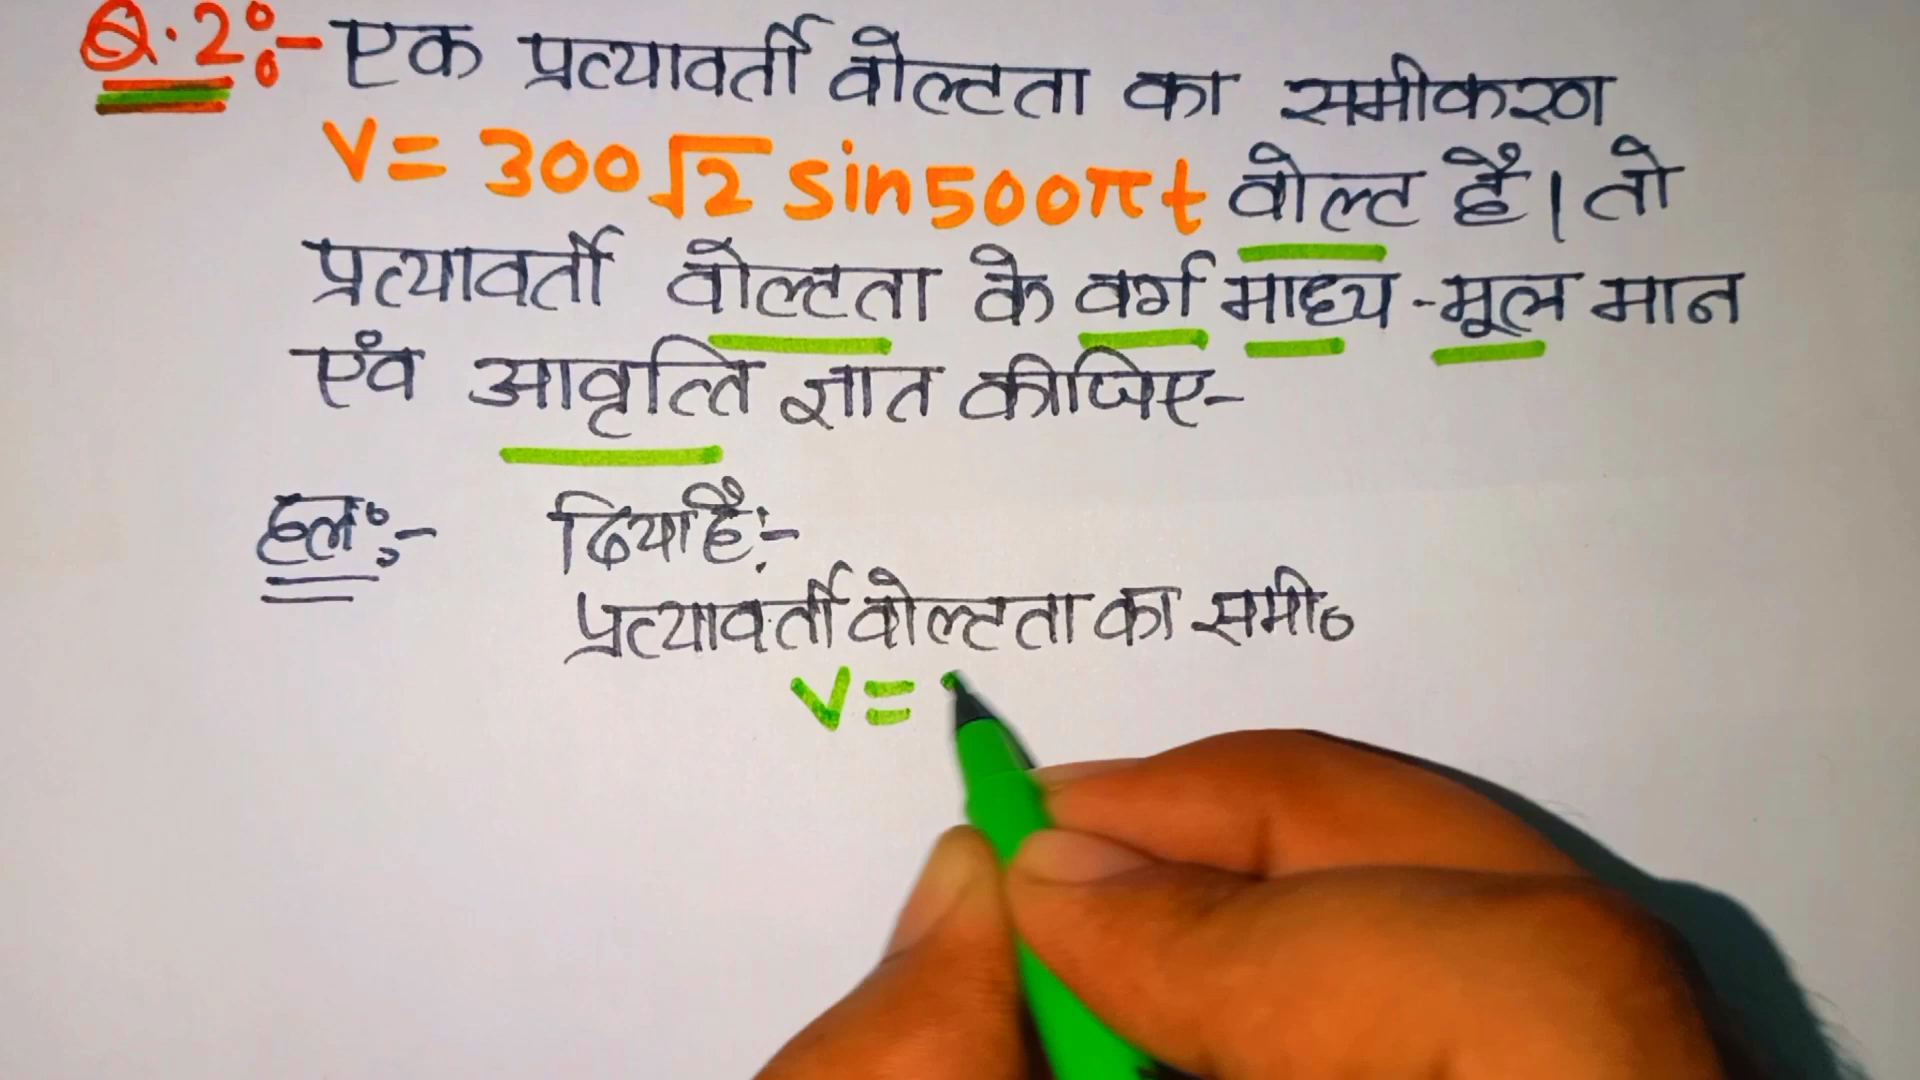 Q.2:- एक प्रत्यावर्ती वोल्टता का समीकरण
V = 300√2 sin500πt वोल्ट है। तो
प्रत्यावर्ती वोल्टता के वर्ग माध्य-मूल मान
एंव आवृत्ति ज्ञात कीजिए-
हल:- दिया है:-
प्रत्यावर्ती वोल्टता का समी०
V =